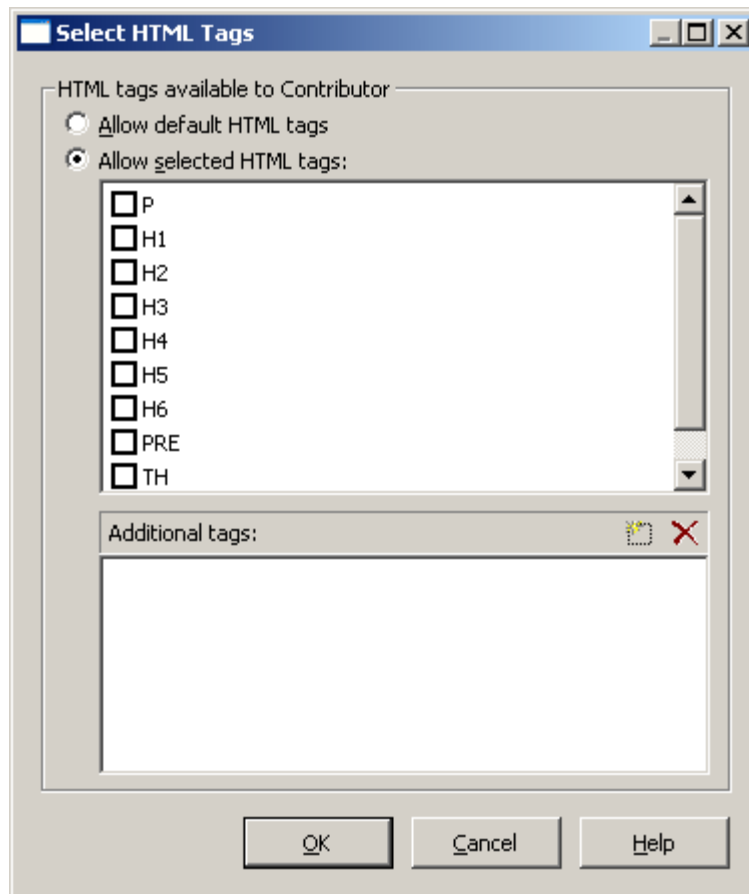 Select HTML Tags
HTML tags available to Contributor
Allow default HTML tags
Allow selected HTML tags:
P
H1
H2
H3
H4
H5
H6
PRE
TH
Additional tags:
OK Cancel Help